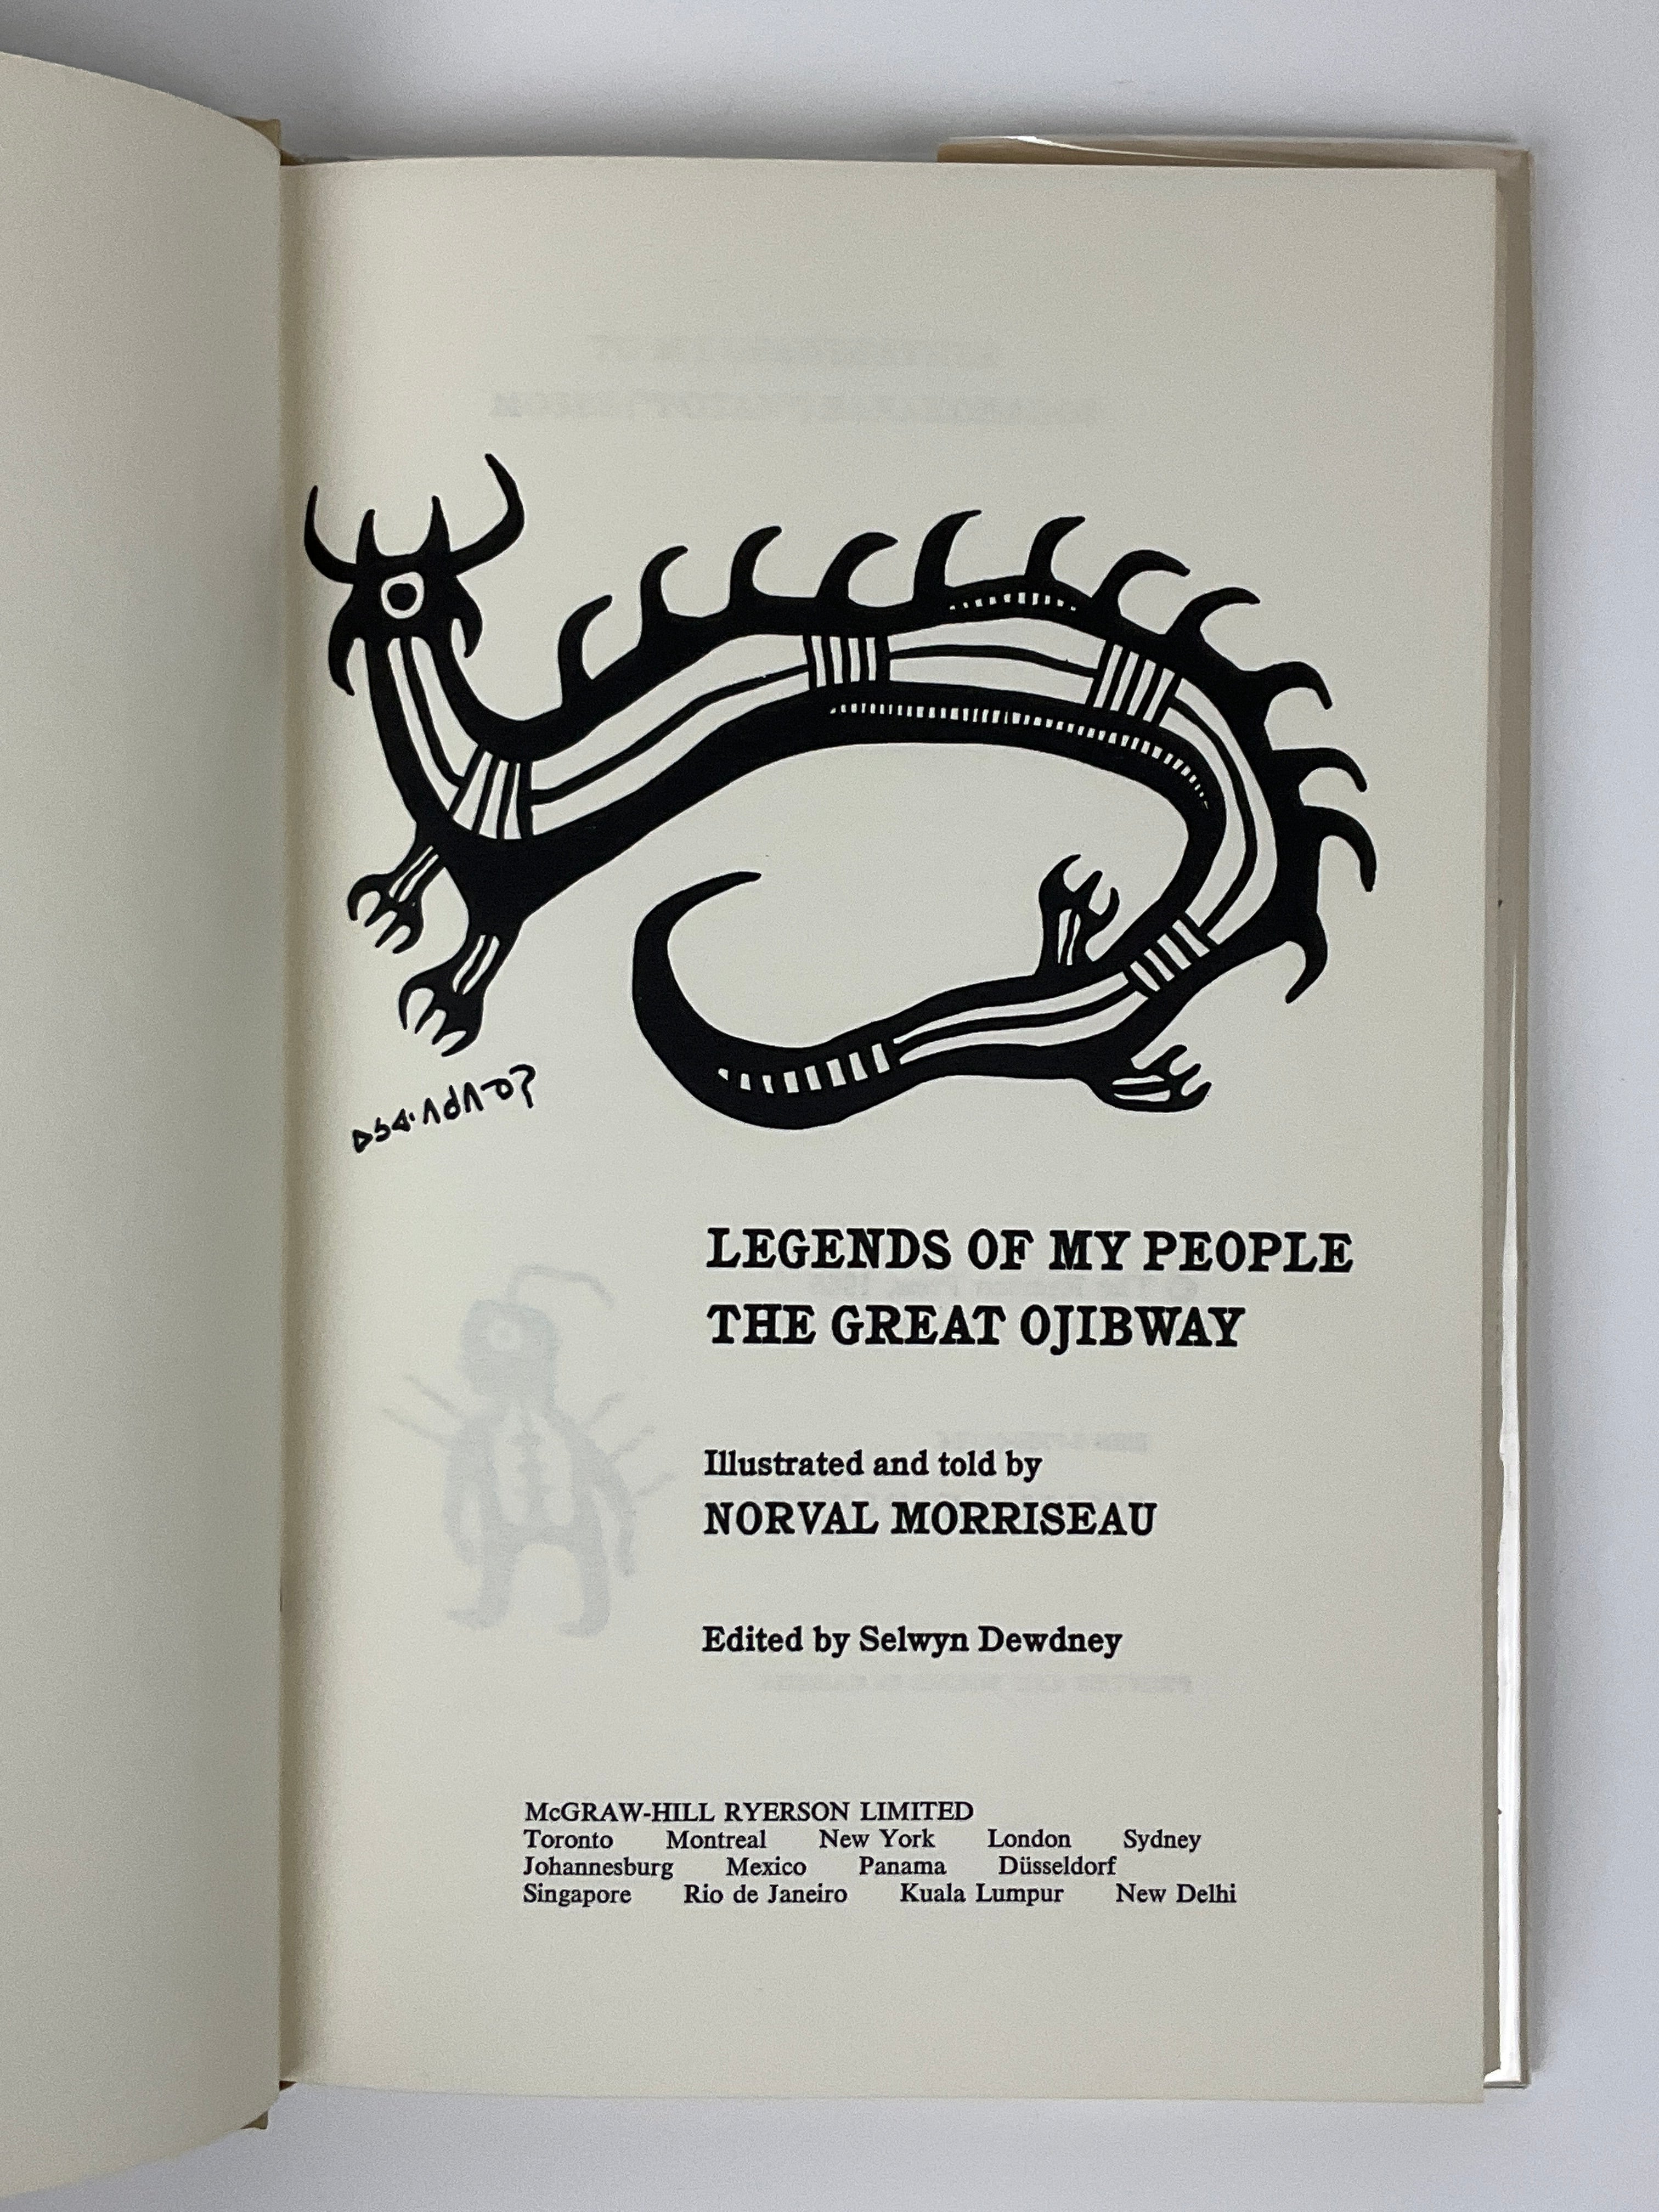 LEGENDS OF MY PEOPLE
THE GREAT OJIBWAY
Illustrated and told by
NORVAL MORRISEAU
Edited by Selwyn Dewdney
McGRAW-HILL RYERSON LIMITED
Toronto Montreal New York London Sydney
Johannesburg Mexico Panama Düsseldorf
Singapore Rio de Janeiro Kuala Lumpur New Delhi